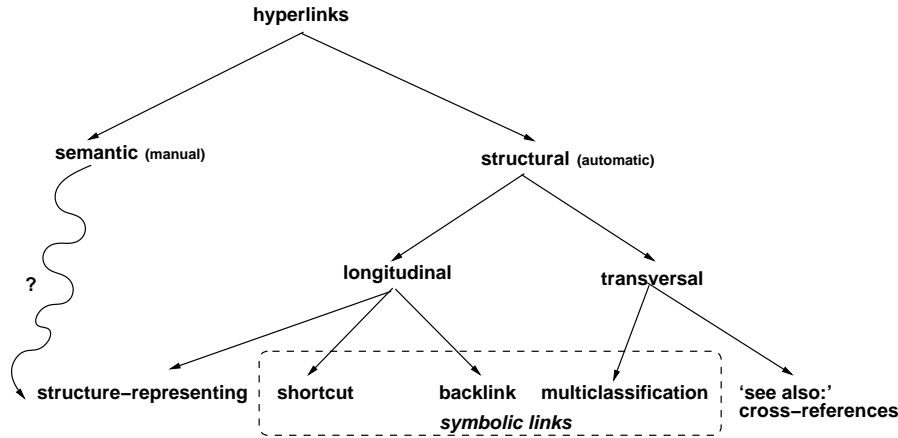 hyperlinks
semantic (manual)
structural (automatic)
?
longitudinal
transversal
structure–representing
shortcut
backlink
multiclassification
‘see also:’
cross–references
symbolic links